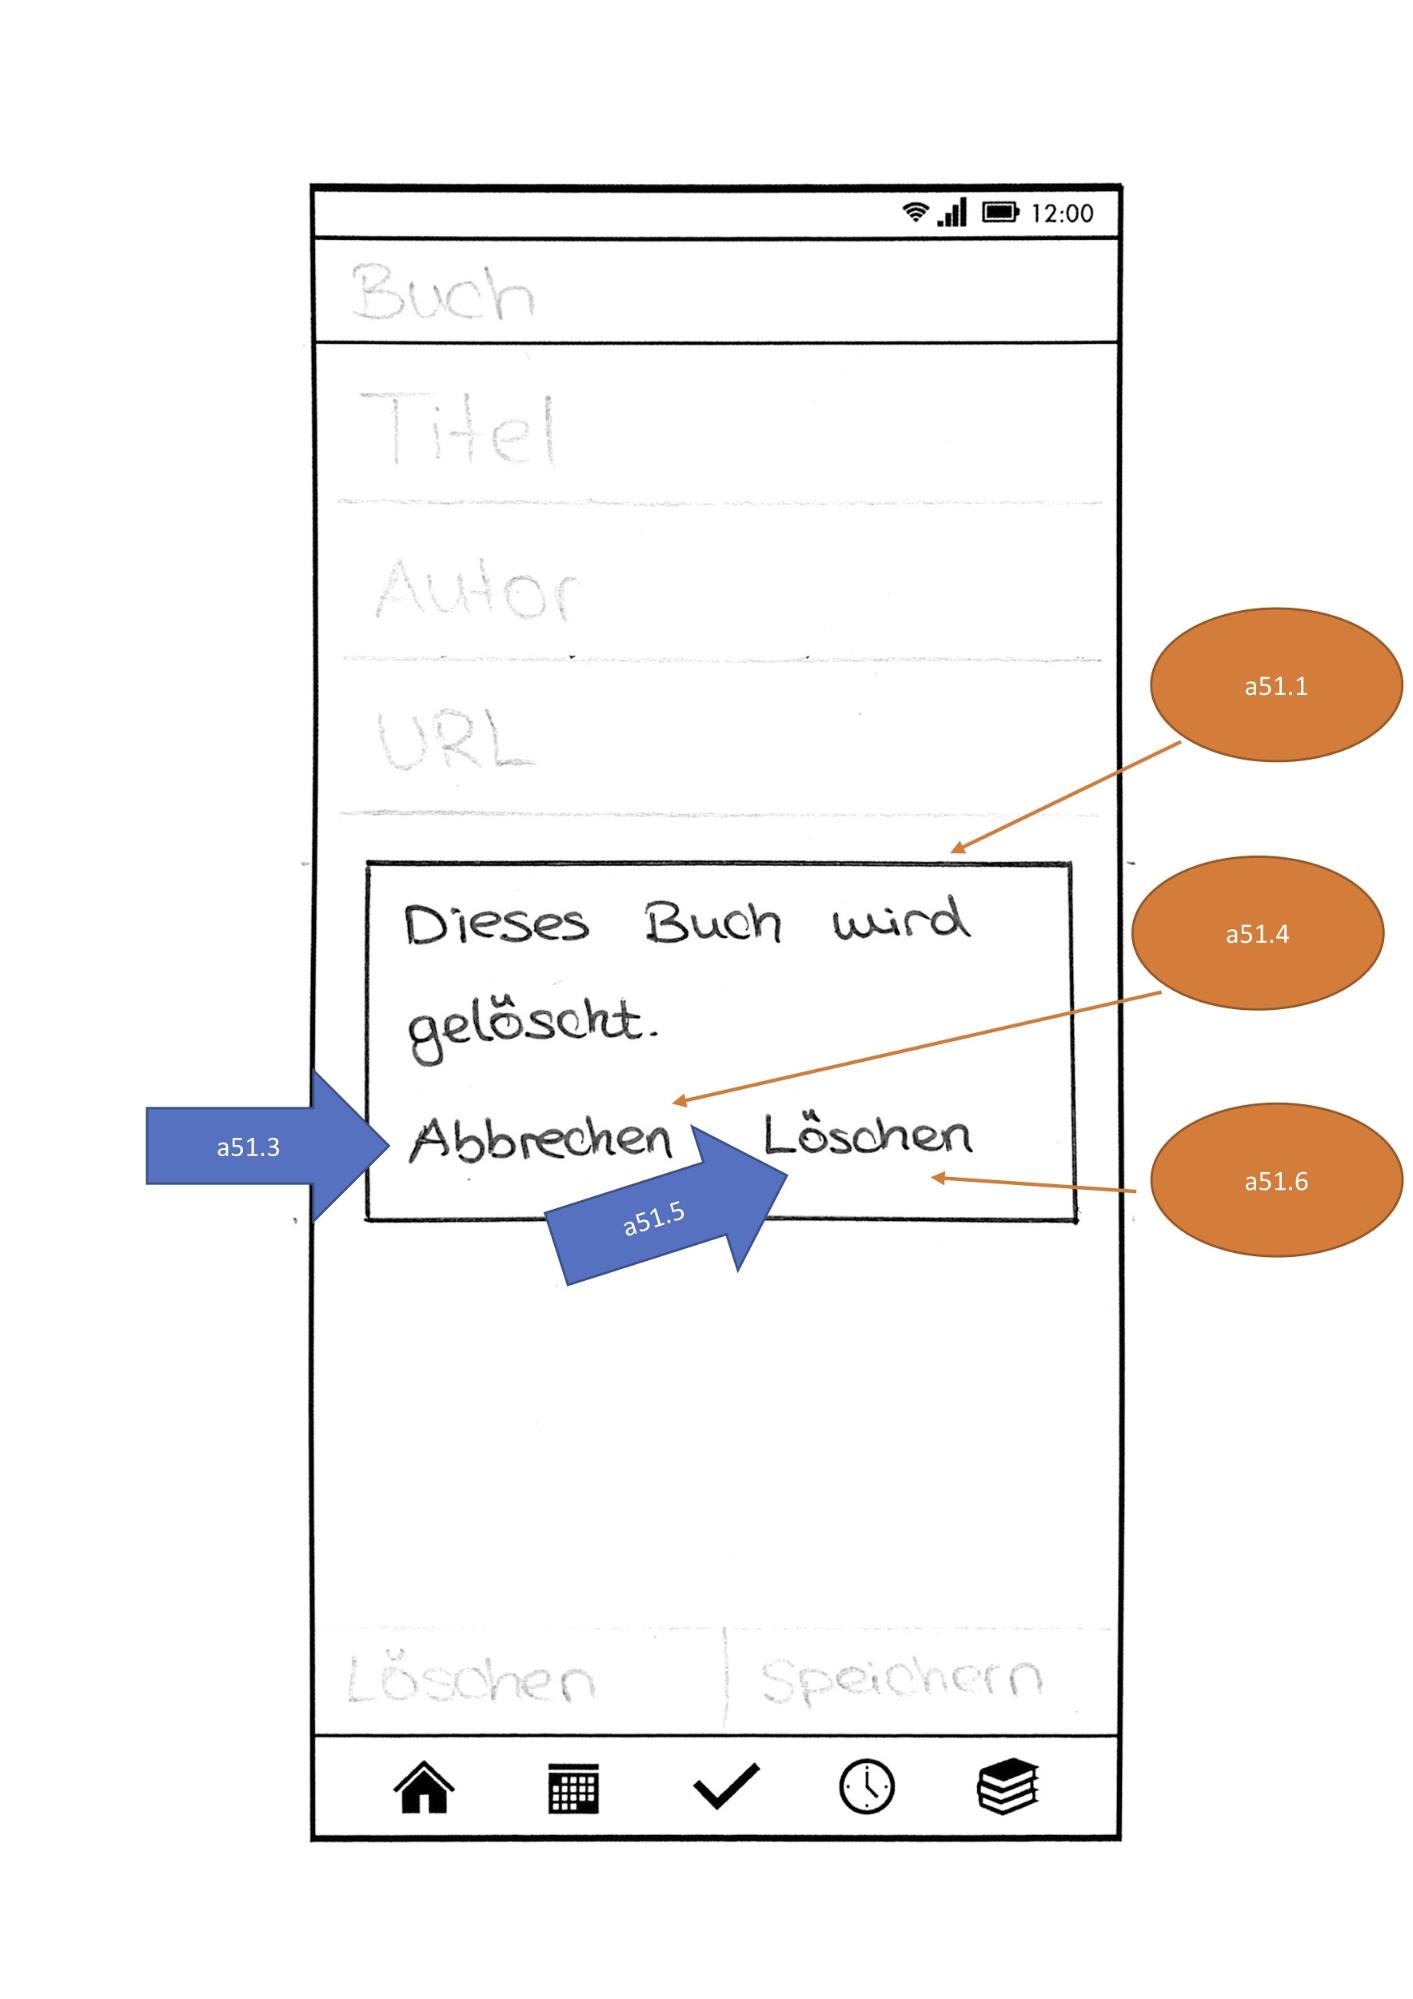 12:00
Buch
Titel
Autor
URL
a51.1
Dieses Buch wird
gelöscht.
a51.4
Abbrechen Löschen
a51.3
a51.5
a51.6
Löschen Speichern